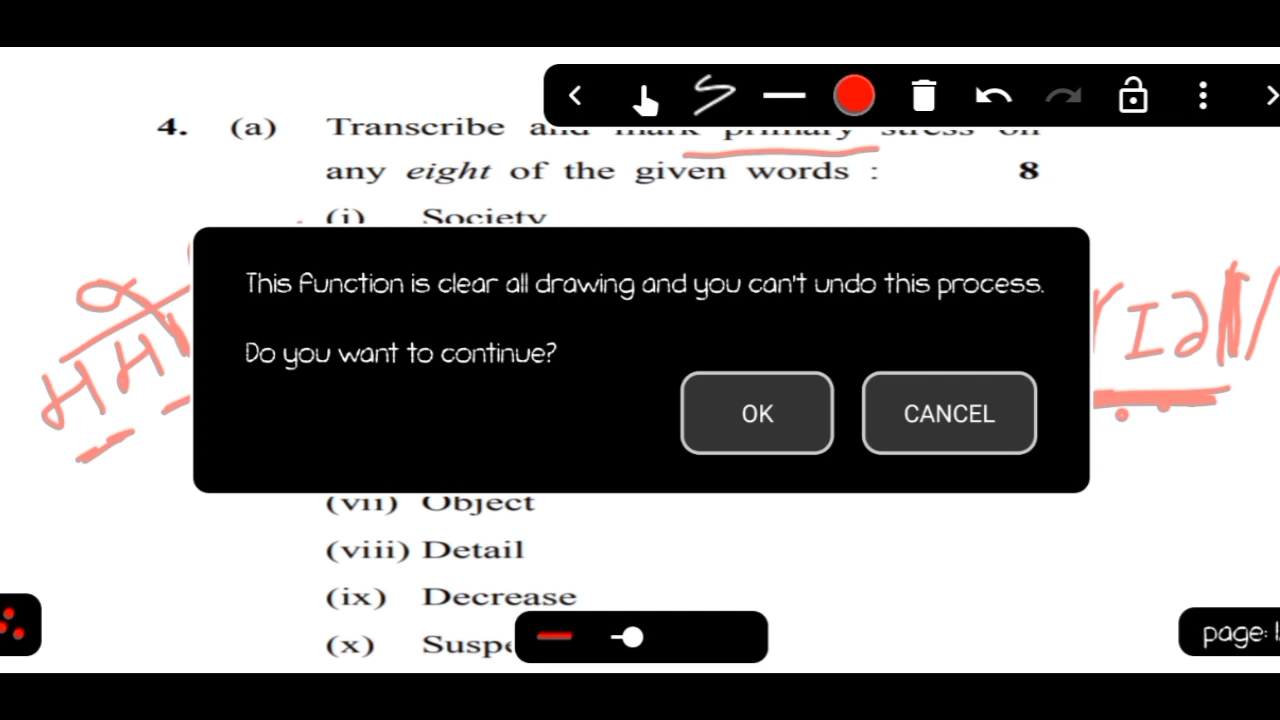 4. (a) Transcribe and mark primary stress on
any eight of the given words : 8
(i) Society
This function is clear all drawing and you can't undo this process.
Do you want to continue?
OK CANCEL
(vii) Object
(viii) Detail
(ix) Decrease
(x)
page: